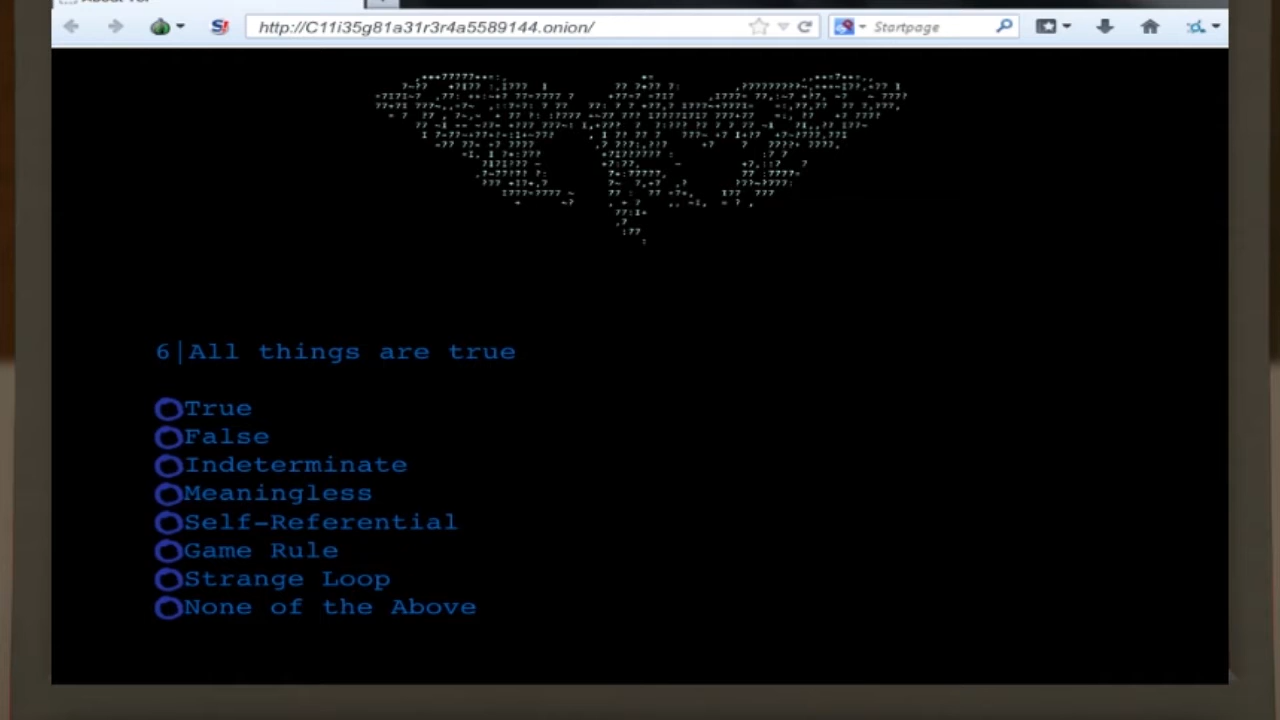 http://C11i35g81a31r3r4a5589144.onion/
Startpage
6|All things are true
True
False
Indeterminate
Meaningless
Self-Referential
Game Rule
Strange Loop
None of the Above